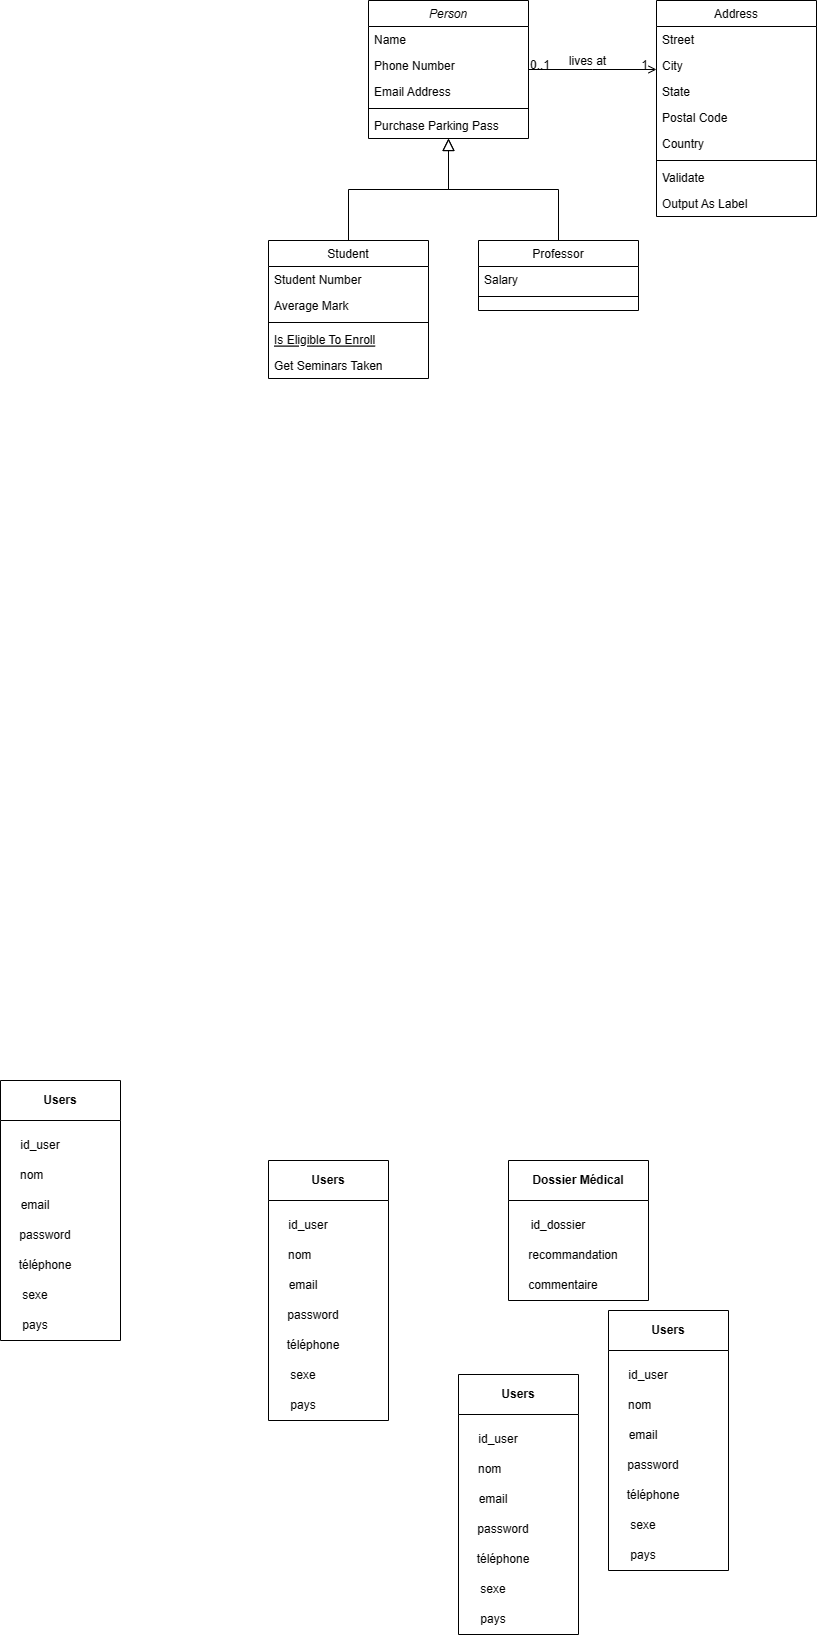 Person
Name
Phone Number
Email Address
Purchase Parking Pass
0..1
lives at
1
Address
Street
City
State
Postal Code
Country
Validate
Output As Label
Student
Student Number
Average Mark
Is Eligible To Enroll
Get Seminars Taken
Professor
Salary
Users
id_user
nom
email
password
téléphone
sexe
pays
Users
id_user
nom
email
password
téléphone
sexe
pays
Dossier Médical
id_dossier
recommandation
commentaire
Users
id_user
nom
email
password
téléphone
sexe
pays
Users
id_user
nom
email
password
téléphone
sexe
pays